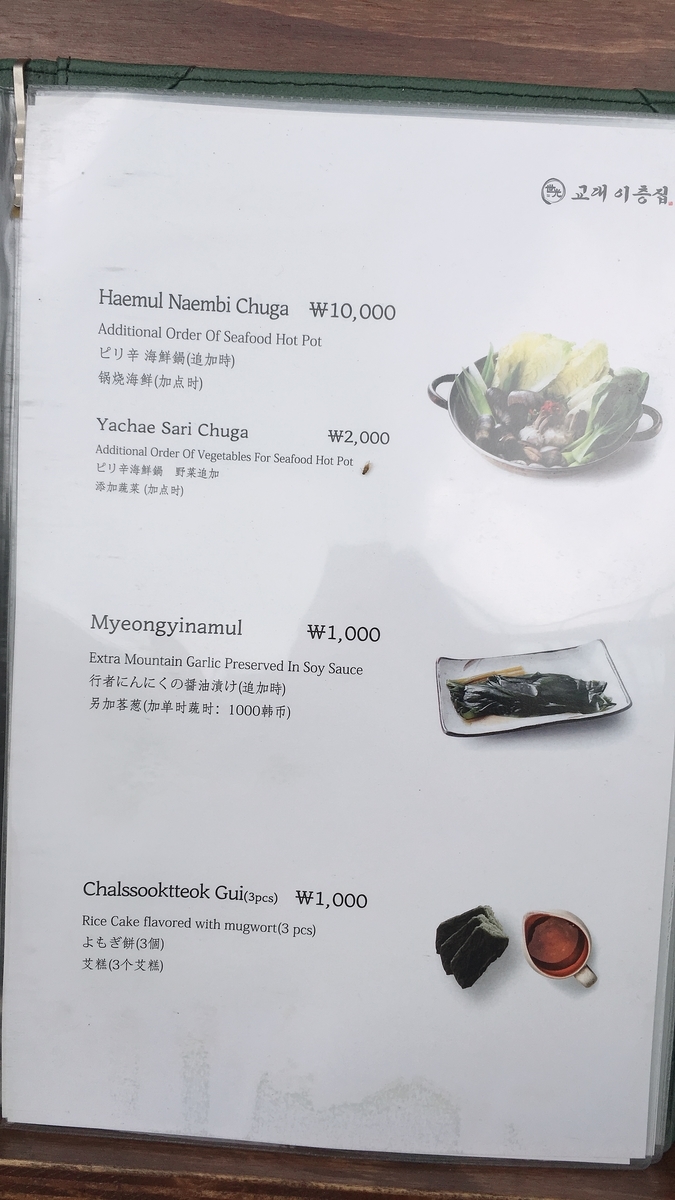 교대 이층집
Haemul Naembi Chuga ₩10,000
Additional Order Of Seafood Hot Pot
ピリ辛 海鮮鍋(追加時)
锅烧海鲜(加点时)
Yachae Sari Chuga ₩2,000
Additional Order Of Vegetables For Seafood Hot Pot
ピリ辛海鮮鍋 野菜追加
添加蔬菜 (加点时)
Myeongyinamul ₩1,000
Extra Mountain Garlic Preserved In Soy Sauce
行者にんにくの醤油漬け(追加時)
另加茗葱(加单时蔬时: 1000韩币)
Chalssooktteok Gui(3pcs) ₩1,000
Rice Cake flavored with mugwort(3 pcs)
よもぎ餅(3個)
艾糕(3个艾糕)